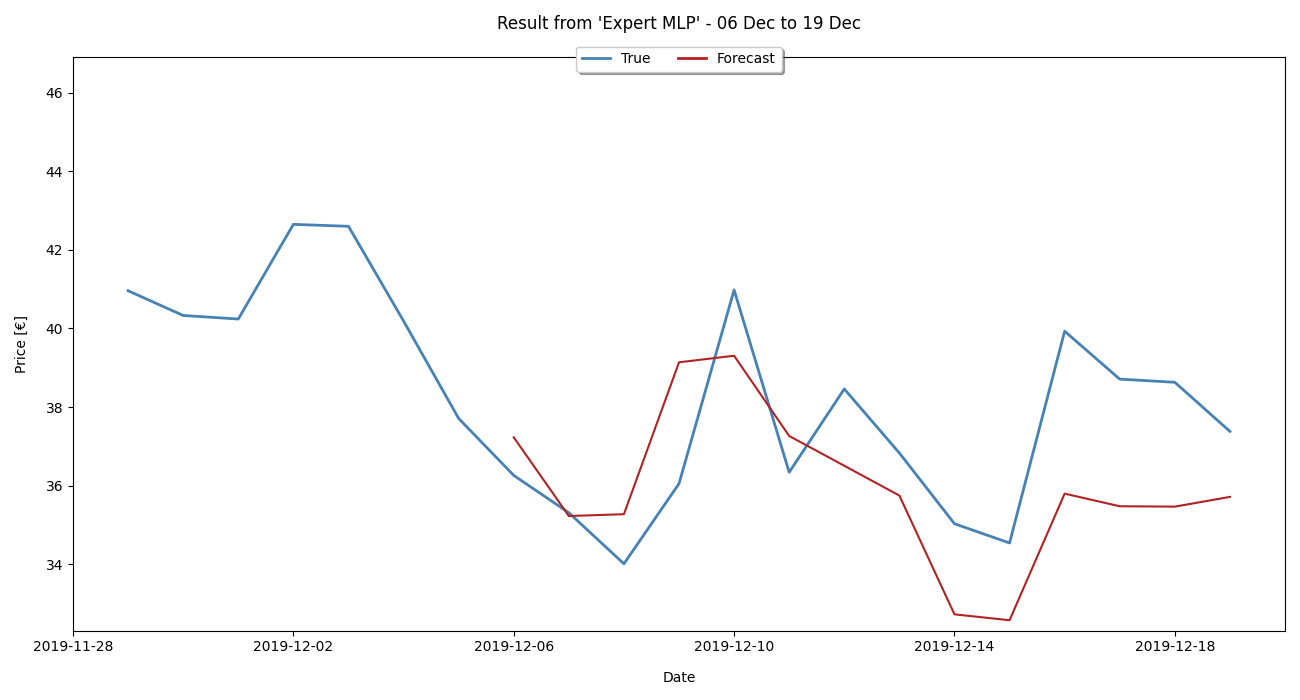 Result from 'Expert MLP' - 06 Dec to 19 Dec
True
Forecast
46
44
42
40
38
36
34
Price [€]
2019-11-28
2019-12-02
2019-12-06
2019-12-10
2019-12-14
2019-12-18
Date